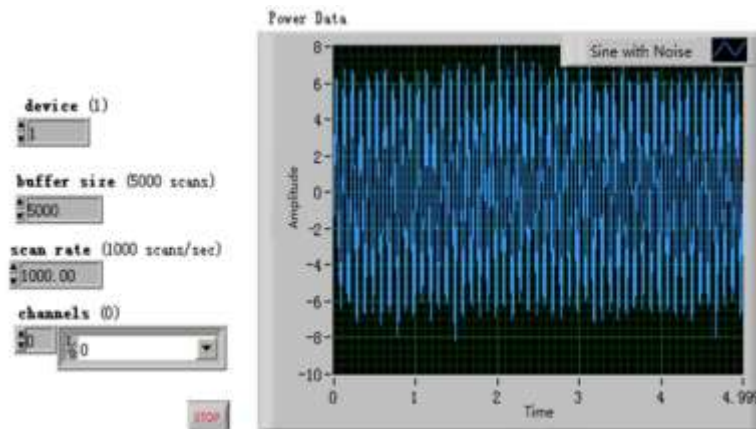 Power Data
Sine with Noise
device (1)
1
buffer size (5000 scans)
5000
scan rate (1000 scans/sec)
1000.00
channels (0)
0
0
STOP
Amplitude
8
6
4
2
0
-2
-4
-6
-8
-10
0 1 2 3 4 4.999
Time